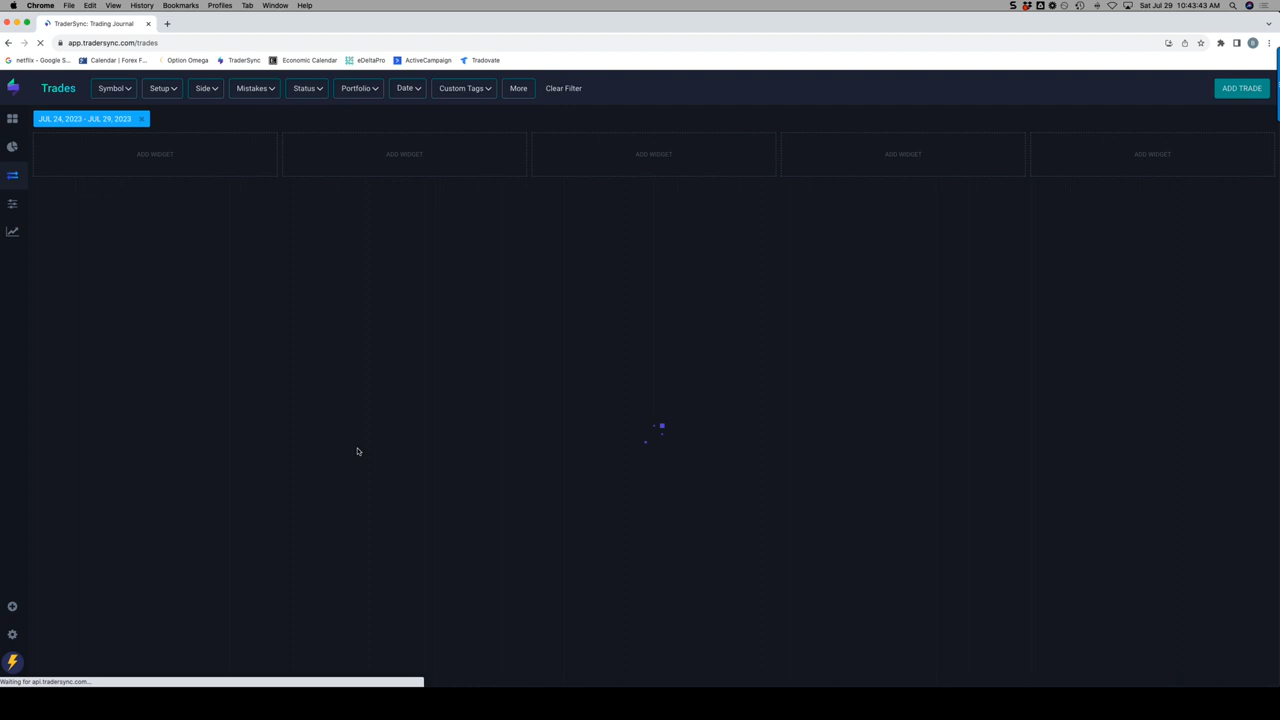 Chrome File Edit View History Bookmarks Profiles Tab Window Help Sat Jul 29 10:43:43 AM
TraderSync: Trading Journal
app.tradersync.com/trades
netflix - Google S... Calendar | Forex F... Option Omega TraderSync Economic Calendar eDeltaPro ActiveCampaign Tradovate
Trades Symbol Setup Side Mistakes Status Portfolio Date Custom Tags More Clear Filter ADD TRADE
JUL 24, 2023 - JUL 29, 2023
ADD WIDGET ADD WIDGET ADD WIDGET ADD WIDGET ADD WIDGET
Waiting for api.tradersync.com...